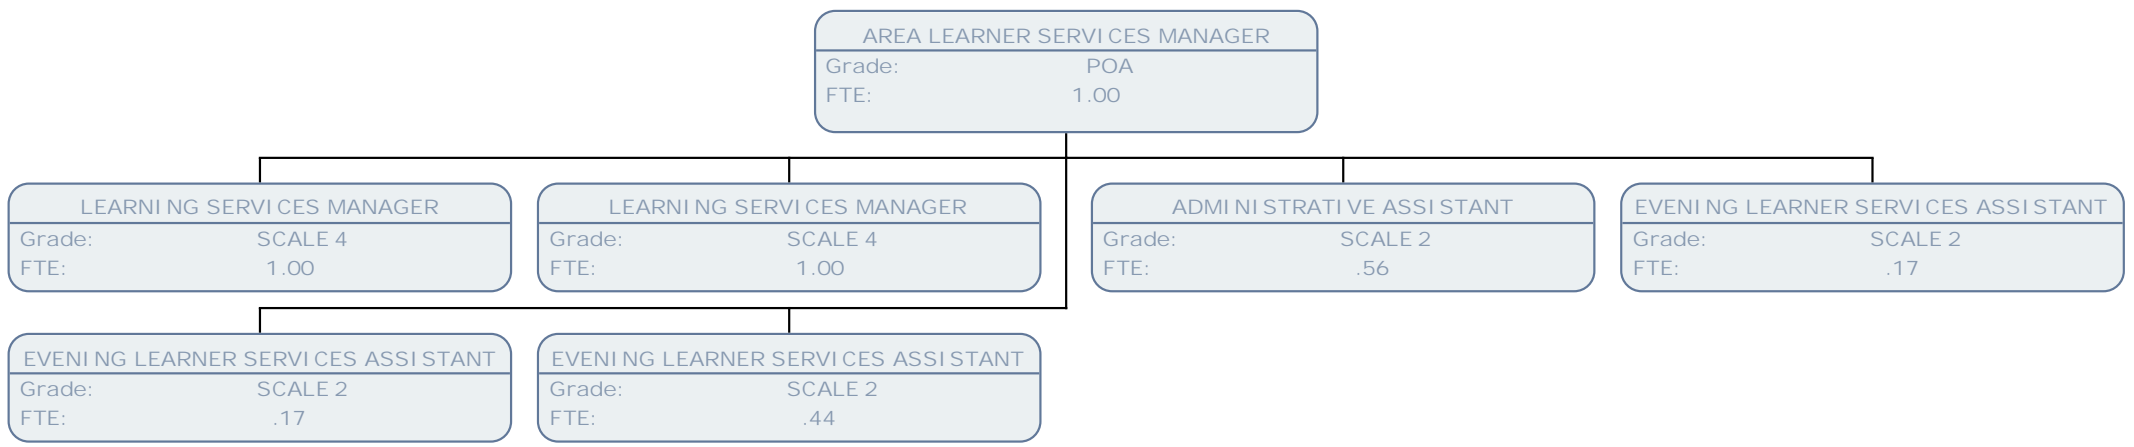 AREA LEARNER SERVICES MANAGER
Grade: POA
FTE: 1.00
LEARNING SERVICES MANAGER
Grade: SCALE 4
FTE: 1.00
LEARNING SERVICES MANAGER
Grade: SCALE 4
FTE: 1.00
ADMINISTRATIVE ASSISTANT
Grade: SCALE 2
FTE: .56
EVENING LEARNER SERVICES ASSISTANT
Grade: SCALE 2
FTE: .17
EVENING LEARNER SERVICES ASSISTANT
Grade: SCALE 2
FTE: .17
EVENING LEARNER SERVICES ASSISTANT
Grade: SCALE 2
FTE: .44